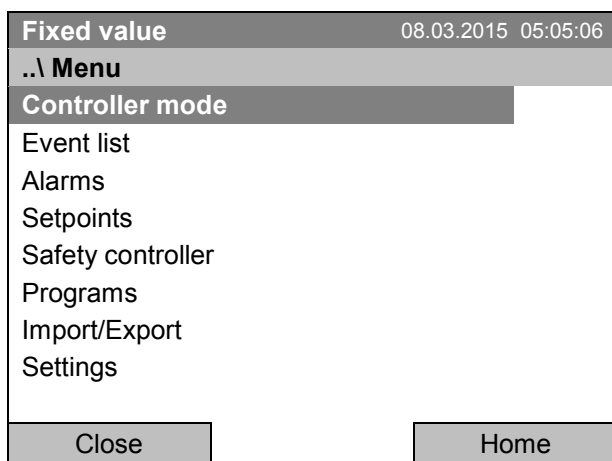 Fixed value 08.03.2015 05:05:06
..\ Menu
Controller mode
Event list
Alarms
Setpoints
Safety controller
Programs
Import/Export
Settings
Close Home